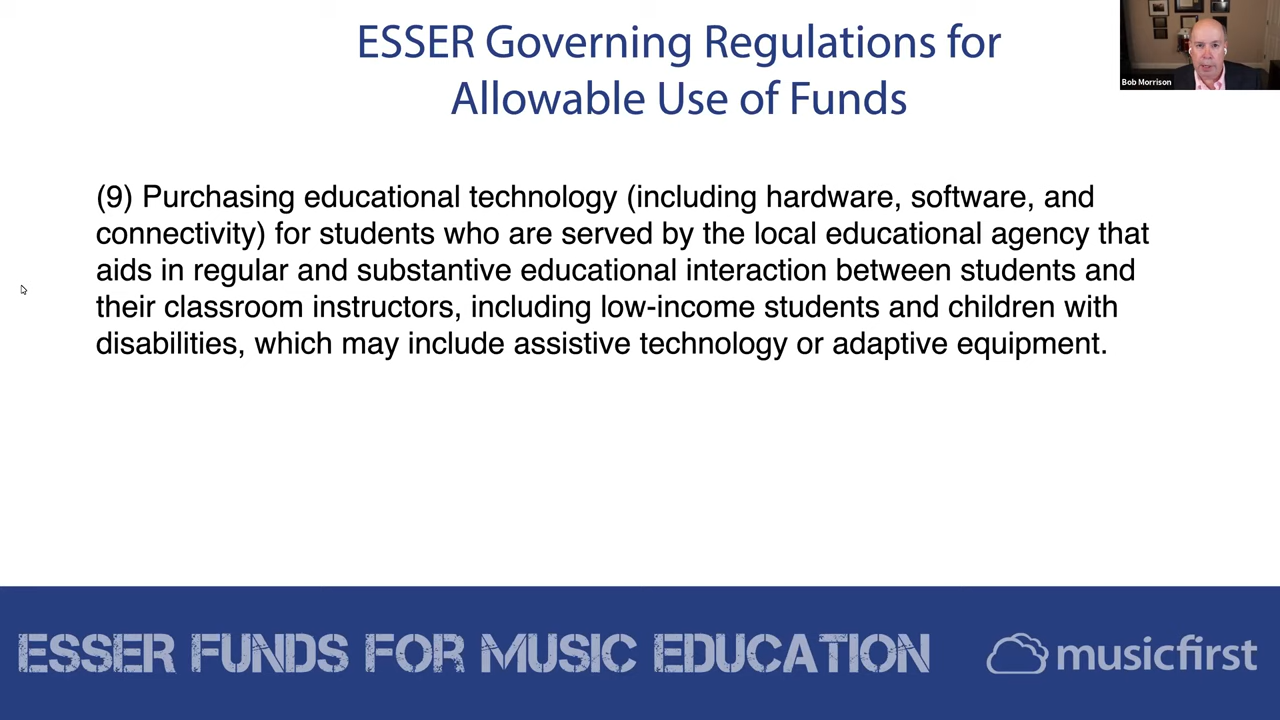 ESSER Governing Regulations for
Allowable Use of Funds
Bob Morrison
(9) Purchasing educational technology (including hardware, software, and
connectivity) for students who are served by the local educational agency that
aids in regular and substantive educational interaction between students and
their classroom instructors, including low-income students and children with
disabilities, which may include assistive technology or adaptive equipment.
ESSER FUNDS FOR MUSIC EDUCATION
musicfirst